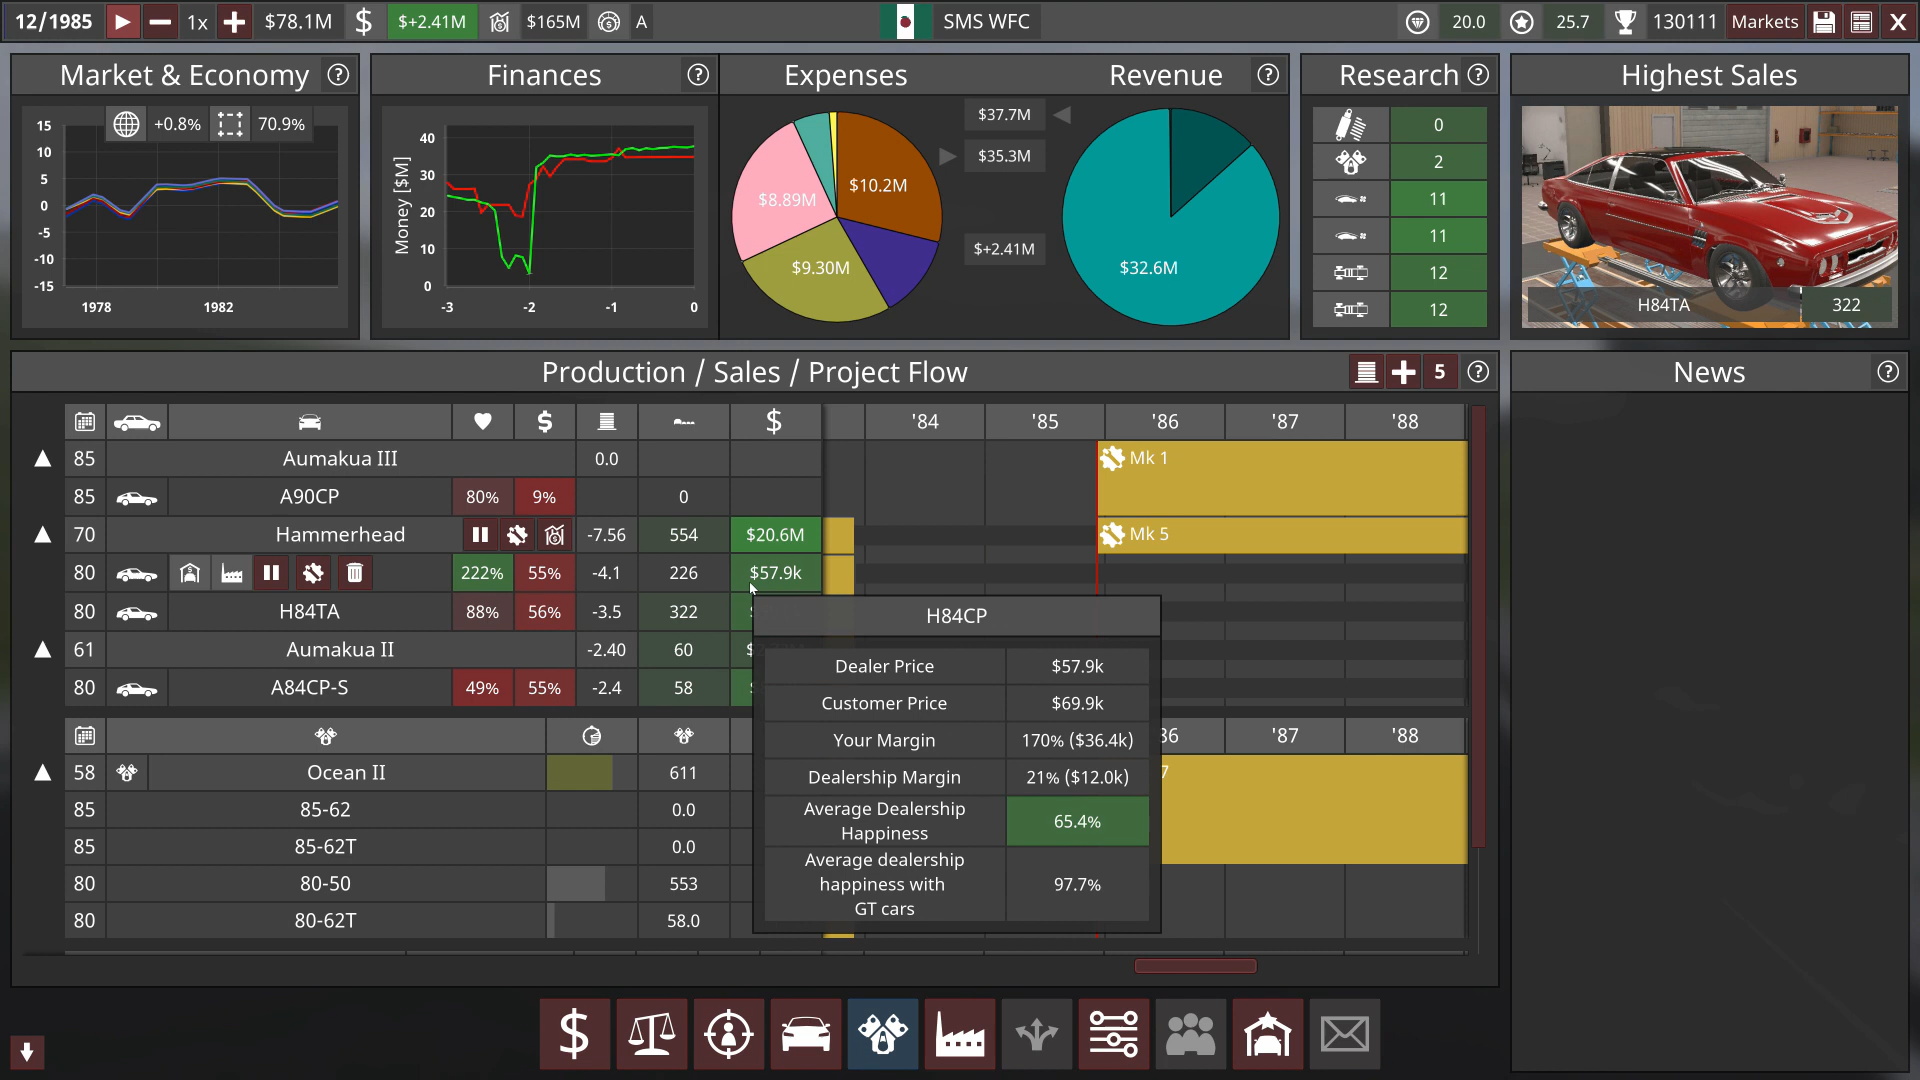 12/1985 1x $78.1M $+2.41M $165M A SMS WFC 20.0 25.7 130111 Markets X
Market & Economy
+0.8% 70.9%
15
10
5
0
-5
-10
-15
1978 1982
Finances
Money [$M]
40
30
20
10
0
-3 -2 -1 0
Expenses Revenue
$10.2M
$8.89M
$9.30M
$37.7M
$35.3M
$+2.41M
$32.6M
Research
0
2
11
11
12
12
Highest Sales
H84TA 322
Production / Sales / Project Flow 5
$ $ '84 '85 '86 '87 '88
85 Aumakua III 0.0 Mk 1
85 A90CP 80% 9% 0
70 Hammerhead -7.56 554 $20.6M Mk 5
80 222% 55% -4.1 226 $57.9k
80 H84TA 88% 56% -3.5 322
61 Aumakua II -2.40 60
80 A84CP-S 49% 55% -2.4 58
'87 '88
58 Ocean II 611
85 85-62 0.0
85 85-62T 0.0
80 80-50 553
80 80-62T 58.0
H84CP
Dealer Price $57.9k
Customer Price $69.9k
Your Margin 170% ($36.4k)
Dealership Margin 21% ($12.0k)
Average Dealership
Happiness 65.4%
Average dealership
happiness with
GT cars 97.7%
News